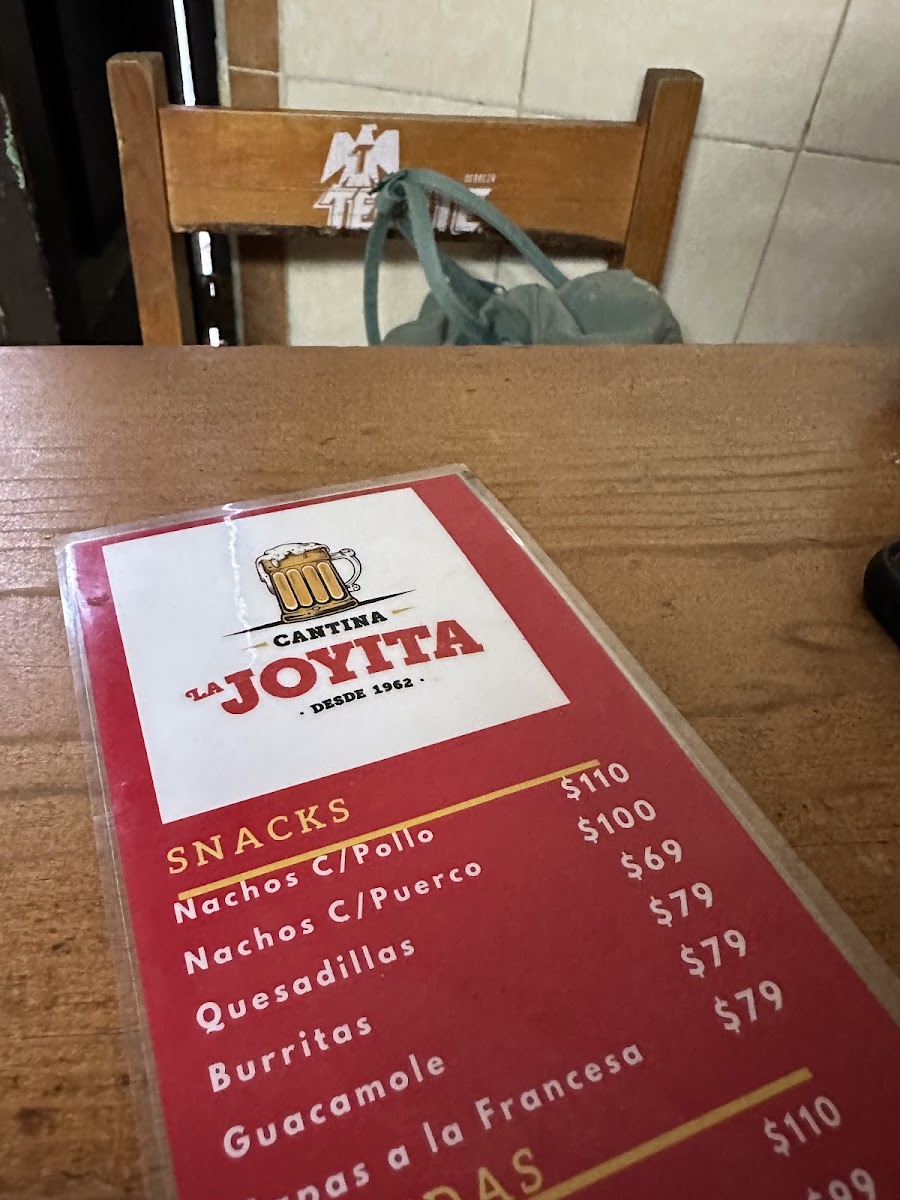 T
CERVEZA
CANTINA
LA JOYITA
· DESDE 1962 ·
SNACKS
Nachos C/Pollo $110
Nachos C/Puerco $100
Quesadillas $69
Burritas $79
Guacamole $79
a la Francesa $79
$110